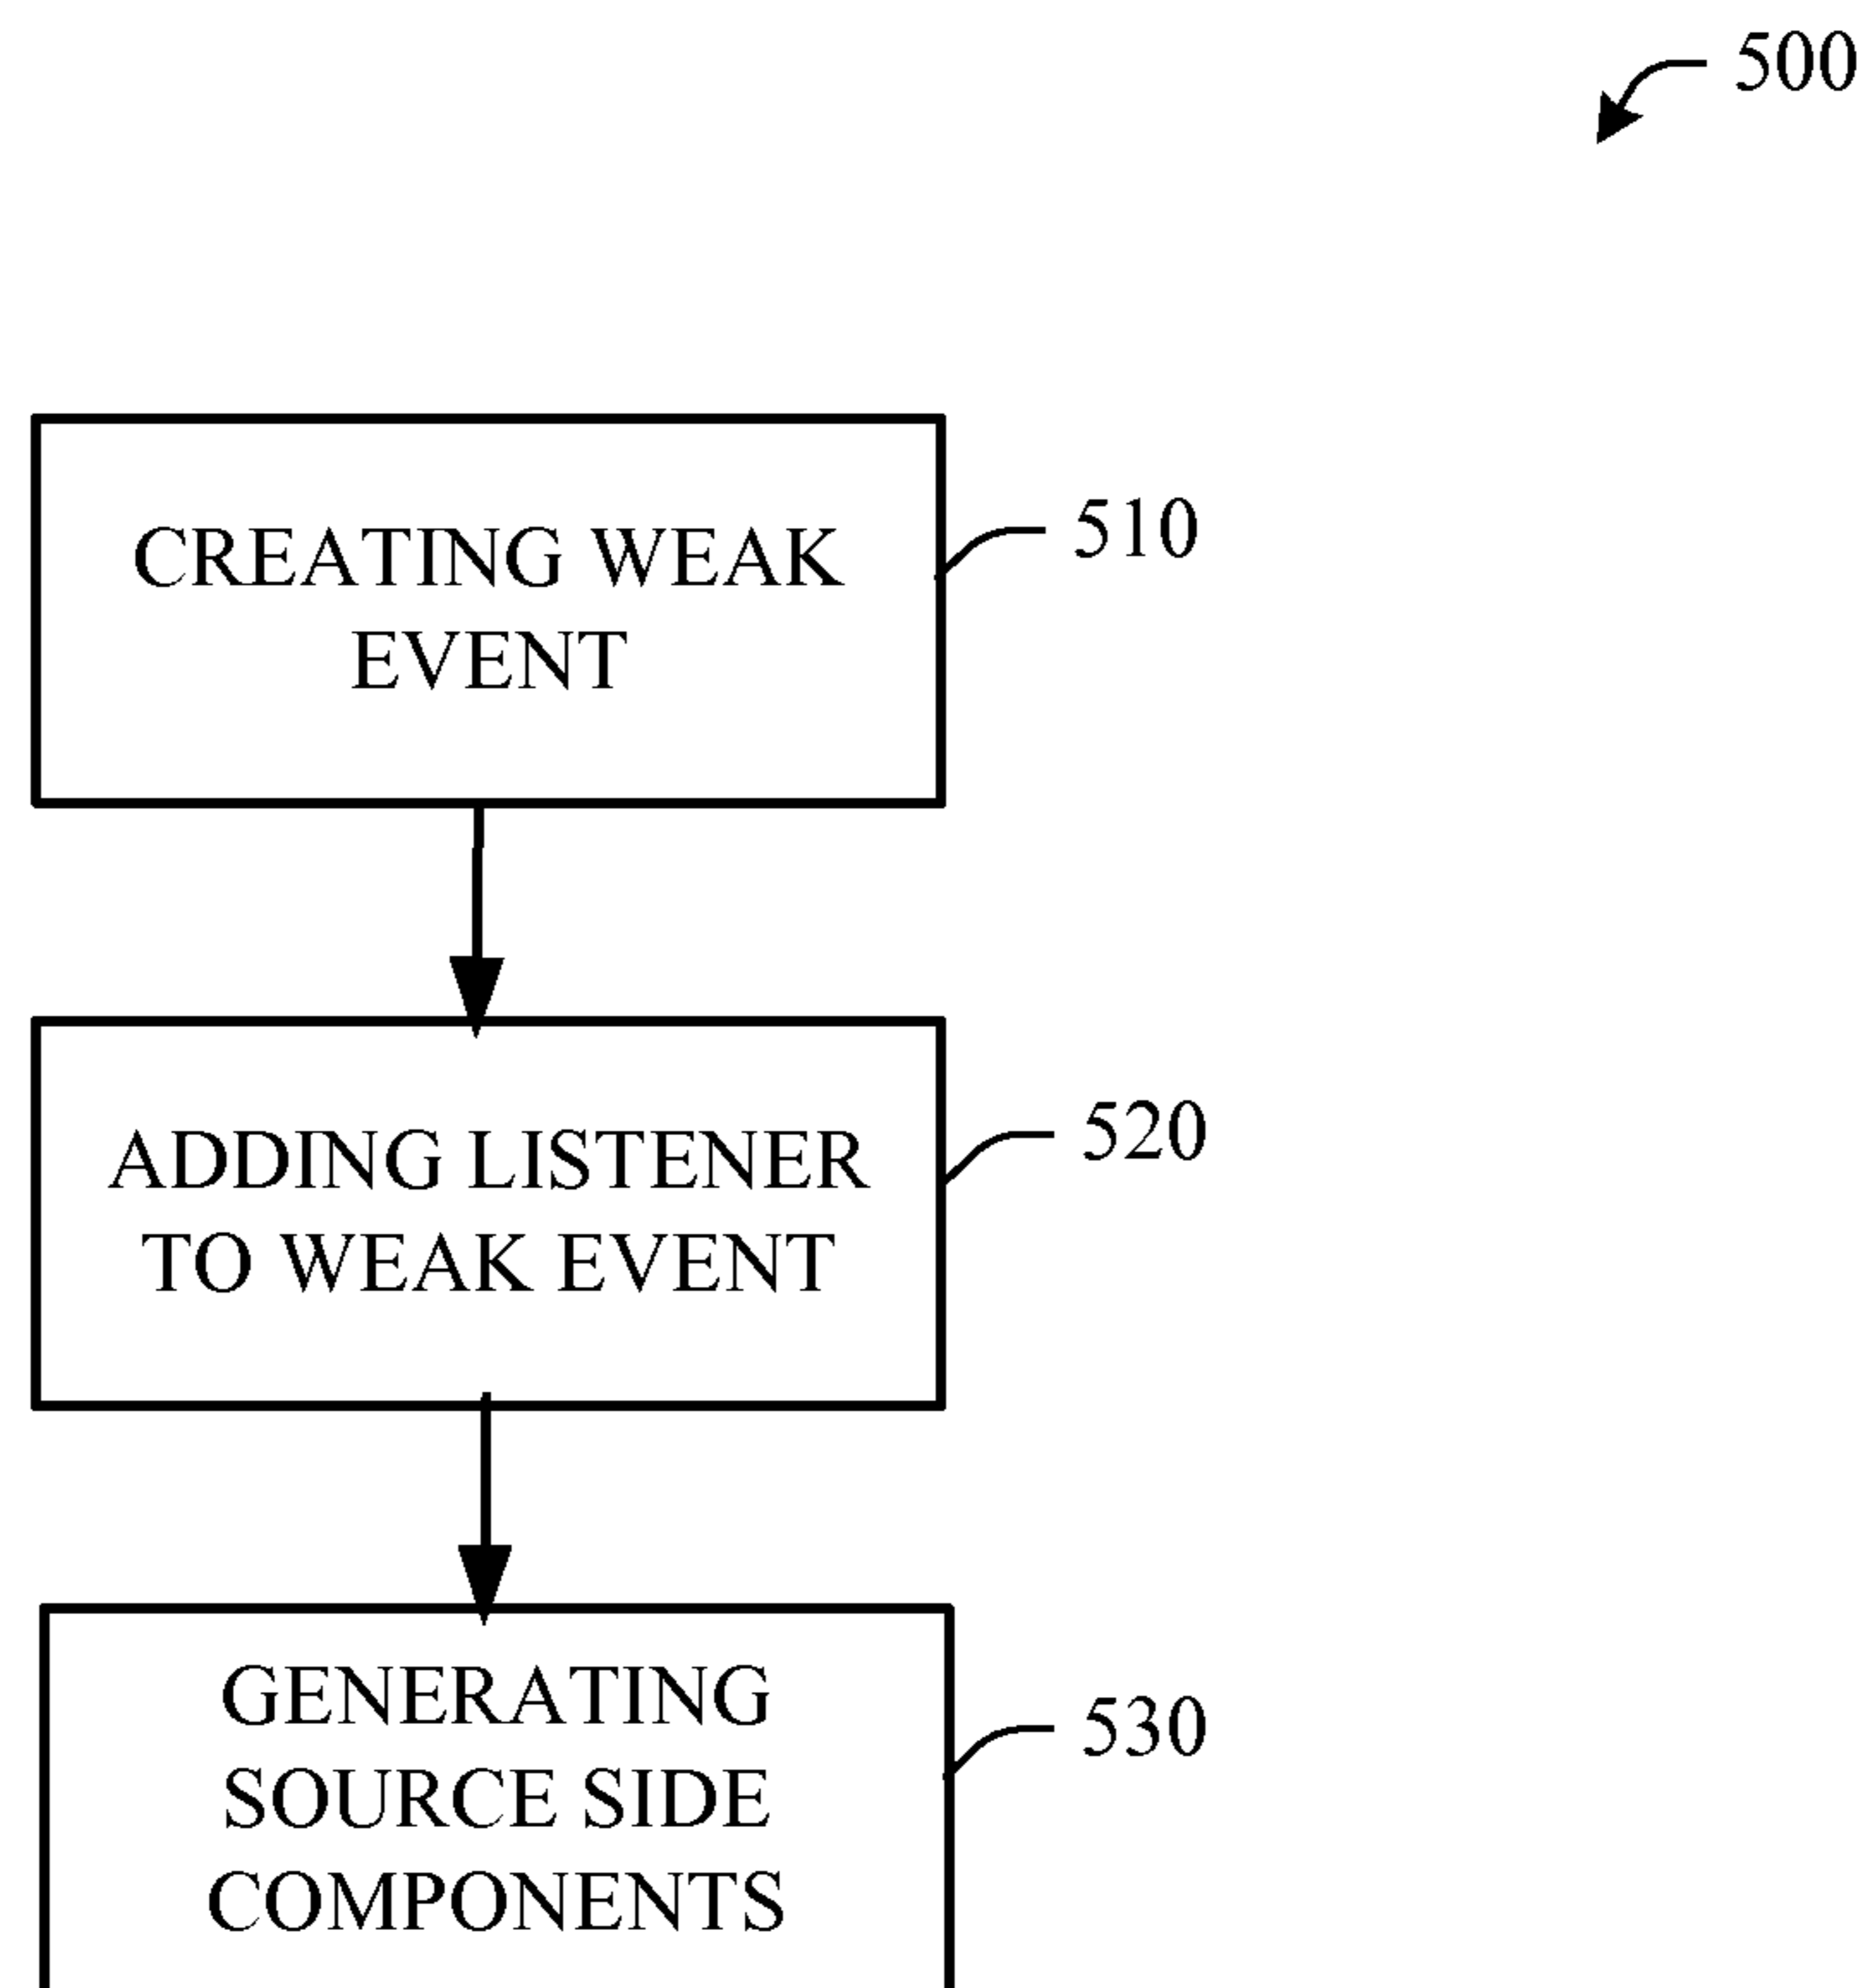 500
CREATING WEAK
EVENT
510
ADDING LISTENER
TO WEAK EVENT
520
GENERATING
SOURCE SIDE
COMPONENTS
530